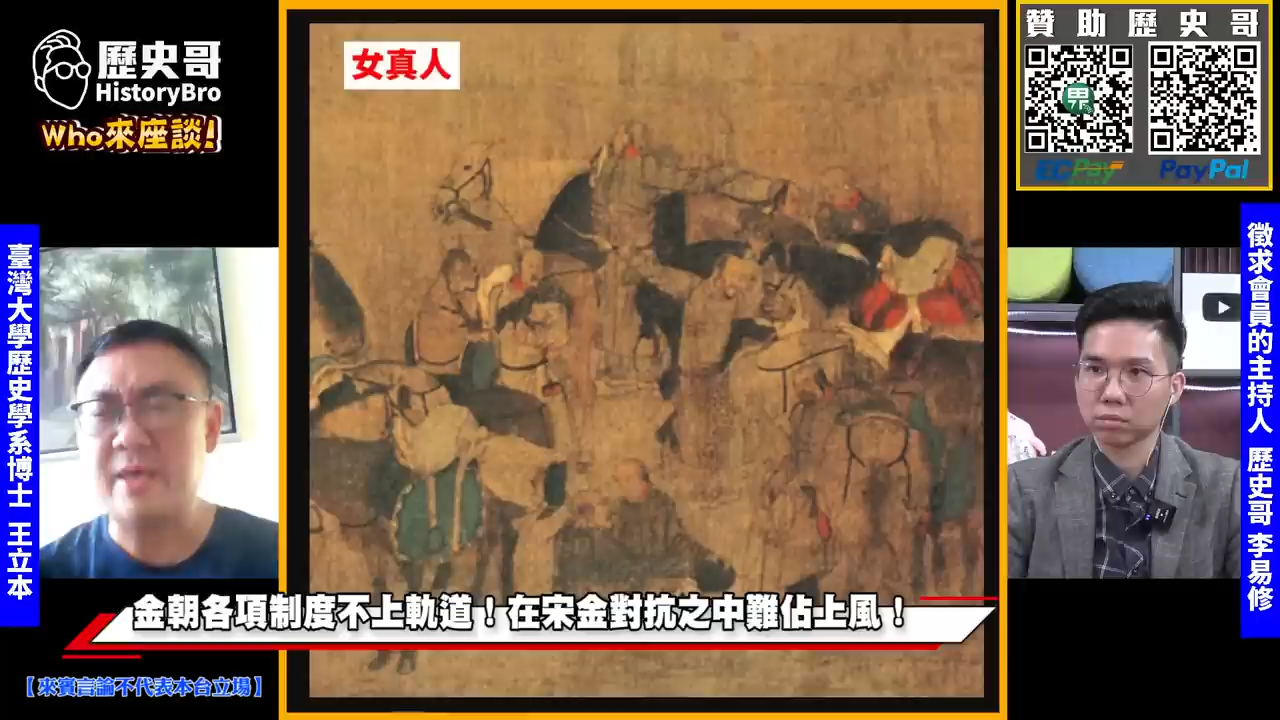 歷史哥
HistoryBro
Who來座談!
女真人
贊助歷史哥
界
ECPay
PayPal
臺灣大學歷史學系博士 王立本
徵求會員的主持人 歷史哥 李易修
金朝各項制度不上軌道！在宋金對抗之中難佔上風！
【來賓言論不代表本台立場】